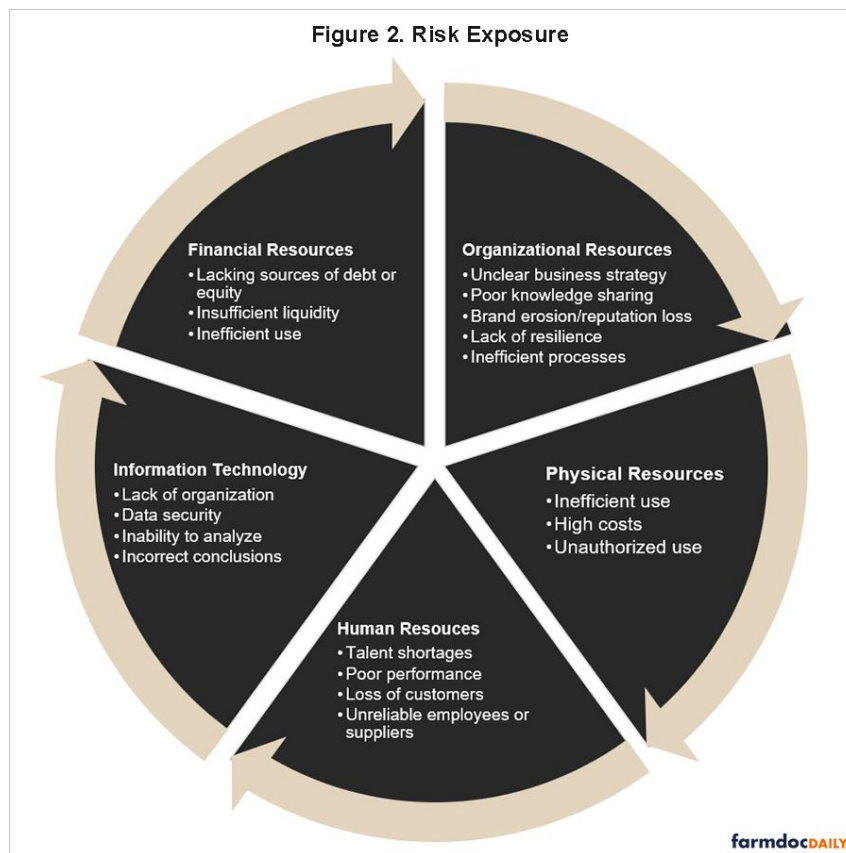 Figure 2. Risk Exposure
Financial Resources
•Lacking sources of debt or
equity
•Insufficient liquidity
•Inefficient use
Organizational Resources
•Unclear business strategy
•Poor knowledge sharing
•Brand erosion/reputation loss
•Lack of resilience
•Inefficient processes
Physical Resources
•Inefficient use
•High costs
•Unauthorized use
Human Resouces
•Talent shortages
•Poor performance
•Loss of customers
•Unreliable employees or
suppliers
Information Technology
•Lack of organization
•Data security
•Inability to analyze
•Incorrect conclusions
farmdocDAILY